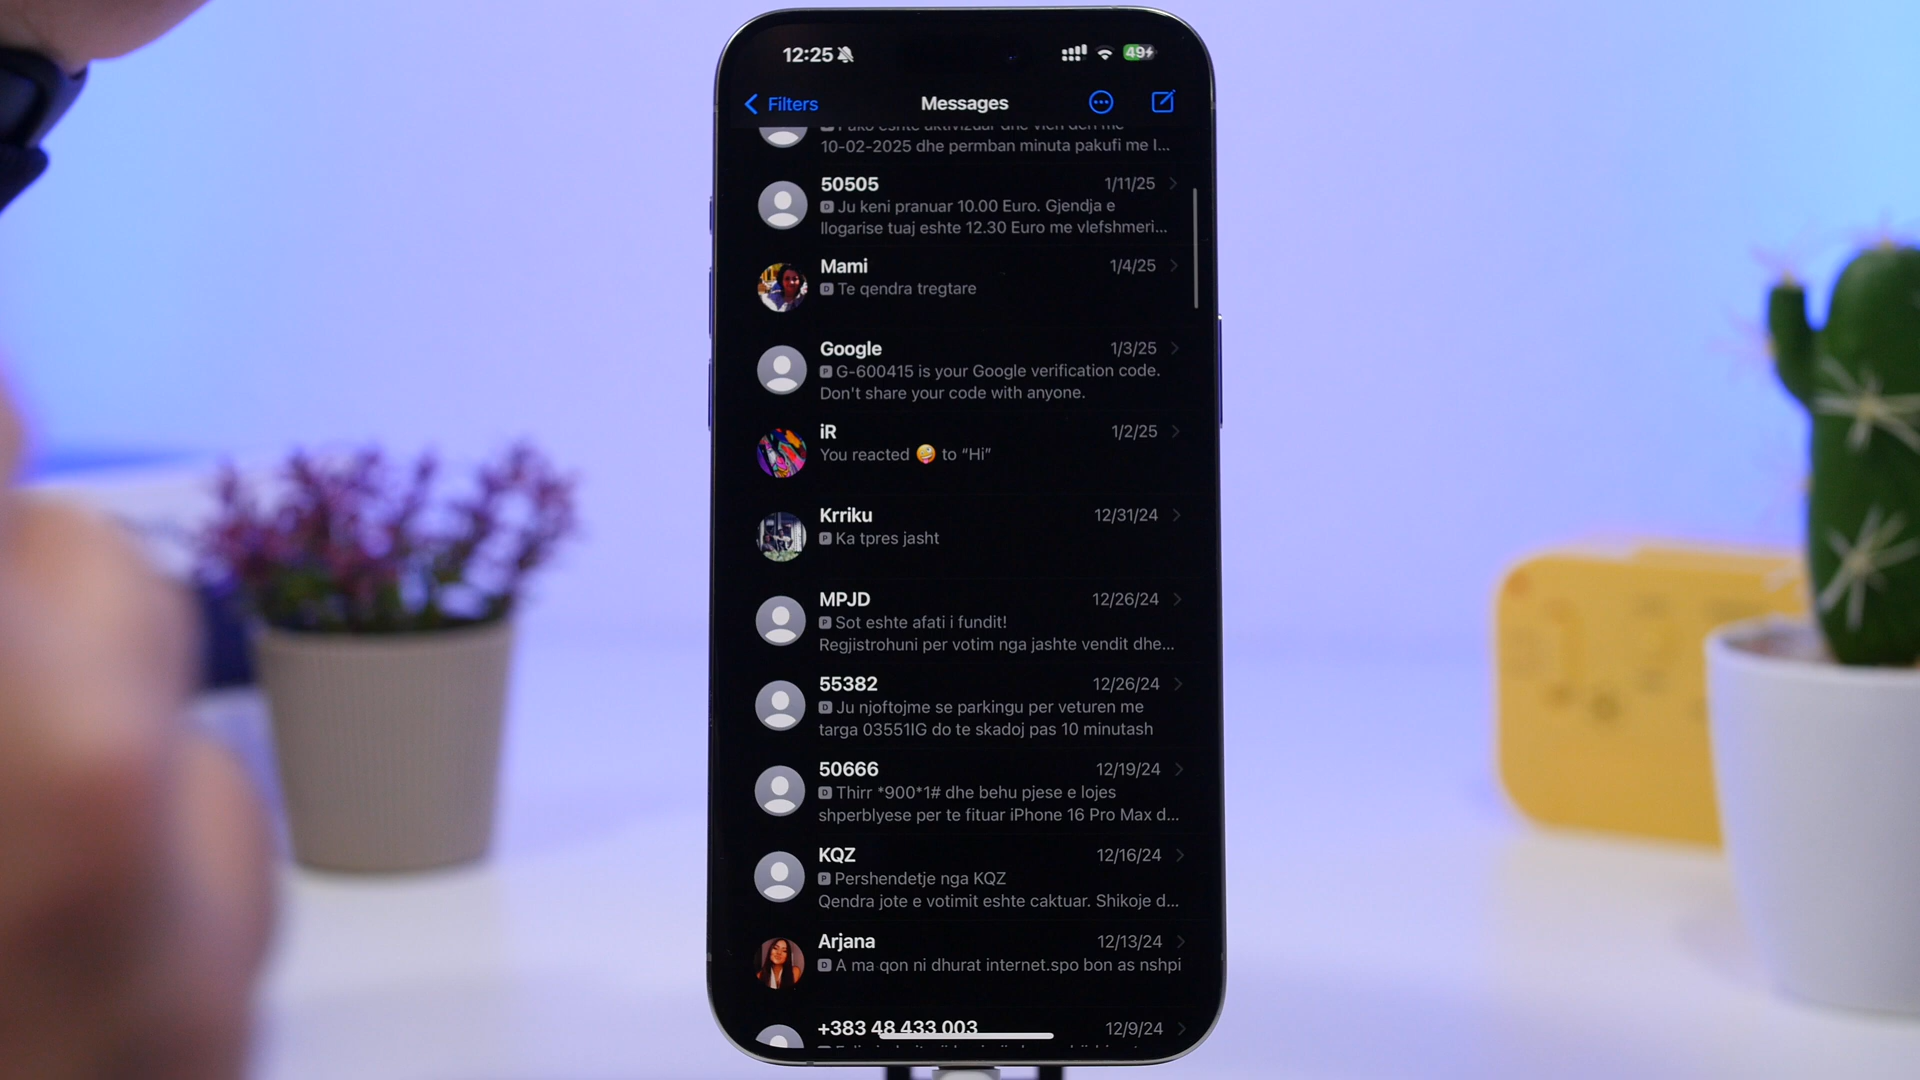 12:25
49
Filters
Messages
10-02-2025 dhe permban minuta pakufi me I...
50505
1/11/25
D Ju keni pranuar 10.00 Euro. Gjendja e
llogarise tuaj eshte 12.30 Euro me vlefshmeri...
Mami
1/4/25
D Te qendra tregtare
Google
1/3/25
P G-600415 is your Google verification code.
Don't share your code with anyone.
iR
1/2/25
You reacted 🤪 to “Hi”
Krriku
12/31/24
P Ka tpres jasht
MPJD
12/26/24
P Sot eshte afati i fundit!
Regjistrohuni per votim nga jashte vendit dhe...
55382
12/26/24
D Ju njoftojme se parkingu per veturen me
targa 03551IG do te skadoj pas 10 minutash
50666
12/19/24
D Thirr *900*1# dhe behu pjese e lojes
shperblyese per te fituar iPhone 16 Pro Max d...
KQZ
12/16/24
P Pershendetje nga KQZ
Qendra jote e votimit eshte caktuar. Shikoje d...
Arjana
12/13/24
D A ma qon ni dhurat internet.spo bon as nshpi
+383 48 433 003
12/9/24